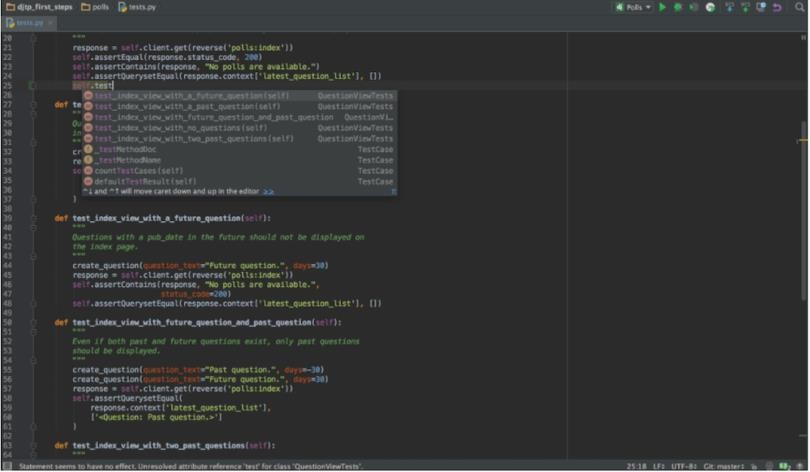 djtp_first_steps polls tests.py Polls
tests.py
20 """
21 response = self.client.get(reverse('polls:index'))
22 self.assertEqual(response.status_code, 200)
23 self.assertContains(response, "No polls are available.")
24 self.assertQuerysetEqual(response.context['latest_question_list'], [])
25 self.test
26 test_index_view_with_a_future_question(self) QuestionViewTests
27 def te test_index_view_with_a_past_question(self) QuestionViewTests
28 """ test_index_view_with_future_question_and_past_question QuestionVi…
29 Qu test_index_view_with_no_questions(self) QuestionViewTests
30 in test_index_view_with_two_past_questions(self) QuestionViewTests
31 """ _testMethodDoc TestCase
32 cr _testMethodName TestCase
33 re countTestCases(self) TestCase
34 se defaultTestResult(self) TestCase
^↓ and ^↑ will move caret down and up in the editor >> π
37 )
38
39 def test_index_view_with_a_future_question(self):
40 """
41 Questions with a pub_date in the future should not be displayed on
42 the index page.
43 """
44 create_question(question_text="Future question.", days=30)
45 response = self.client.get(reverse('polls:index'))
46 self.assertContains(response, "No polls are available.",
47 status_code=200)
48 self.assertQuerysetEqual(response.context['latest_question_list'], [])
49
50 def test_index_view_with_future_question_and_past_question(self):
51 """
52 Even if both past and future questions exist, only past questions
53 should be displayed.
54 """
55 create_question(question_text="Past question.", days=-30)
56 create_question(question_text="Future question.", days=30)
57 response = self.client.get(reverse('polls:index'))
58 self.assertQuerysetEqual(
59 response.context['latest_question_list'],
60 ['<Question: Past question.>']
61 )
62
63 def test_index_view_with_two_past_questions(self):
64 """
Statement seems to have no effect. Unresolved attribute reference 'test' for class 'QuestionViewTests'. 25:18 LF÷ UTF-8÷ Git: master÷